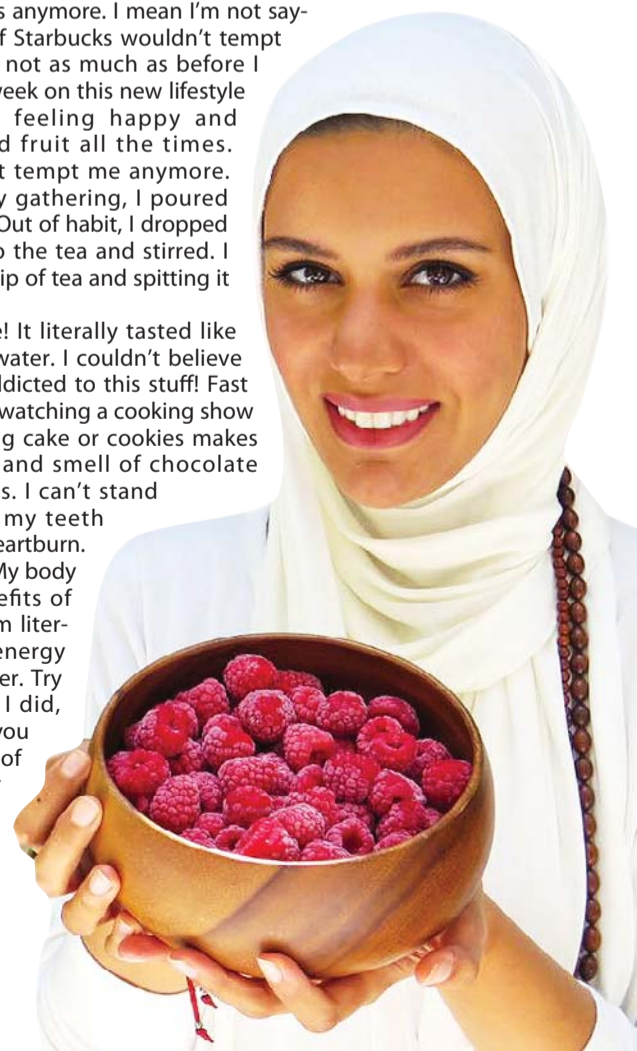 s anymore. I mean I'm not say-
f Starbucks wouldn't tempt
not as much as before I
week on this new lifestyle
feeling happy and
d fruit all the times.
t tempt me anymore.
y gathering, I poured
Out of habit, I dropped
o the tea and stirred. I
ip of tea and spitting it
e! It literally tasted like
water. I couldn't believe
ddicted to this stuff! Fast
watching a cooking show
g cake or cookies makes
and smell of chocolate
s. I can't stand
my teeth
eartburn.
My body
efits of
m liter-
energy
er. Try
I did,
you
of